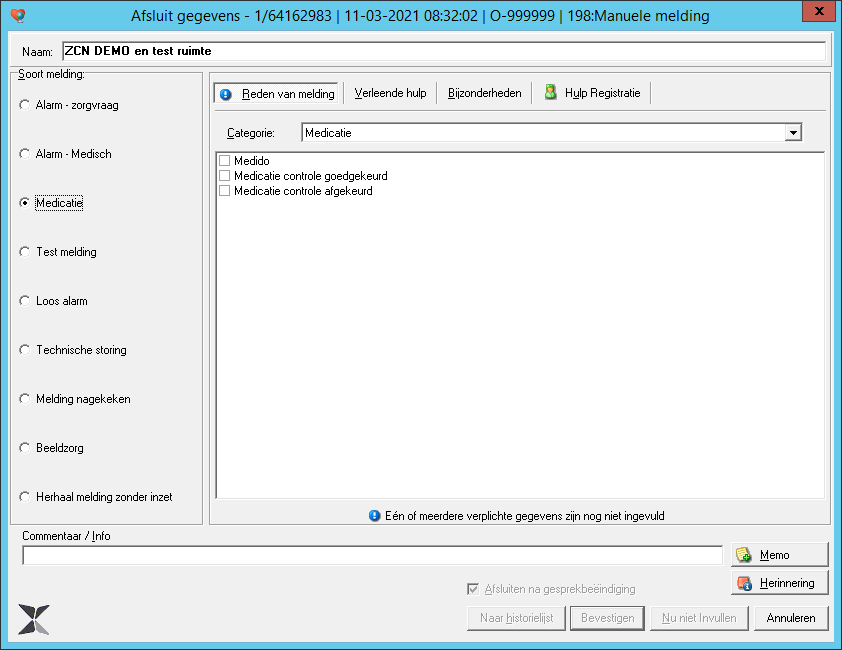 Afsluit gegevens - 1/64162983 | 11-03-2021 08:32:02 | O-999999 | 198:Manuele melding
x
Naam: ZCN DEMO en test ruimte
Soort melding:
Alarm - zorgvraag
Alarm - Medisch
Medicatie
Test melding
Loos alarm
Technische storing
Melding nagekeken
Beeldzorg
Herhaal melding zonder inzet
Reden van melding Verleende hulp Bijzonderheden Hulp Registratie
Categorie: Medicatie
Medido
Medicatie controle goedgekeurd
Medicatie controle afgekeurd
Eén of meerdere verplichte gegevens zijn nog niet ingevuld
Commentaar / Info
Memo
Herinnering
Afsluiten na gesprekbeëindiging
Naar historielijst Bevestigen Nu niet Invullen Annuleren